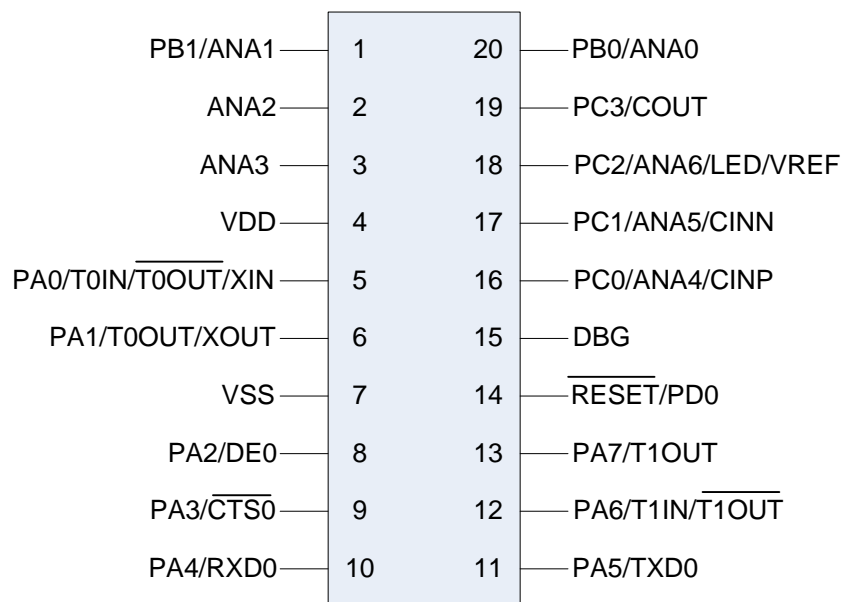 PB1/ANA1 1 20 PB0/ANA0
ANA2 2 19 PC3/COUT
ANA3 3 18 PC2/ANA6/LED/VREF
VDD 4 17 PC1/ANA5/CINN
PA0/T0IN/T0OUT/XIN 5 16 PC0/ANA4/CINP
PA1/T0OUT/XOUT 6 15 DBG
VSS 7 14 RESET/PD0
PA2/DE0 8 13 PA7/T1OUT
PA3/CTS0 9 12 PA6/T1IN/T1OUT
PA4/RXD0 10 11 PA5/TXD0